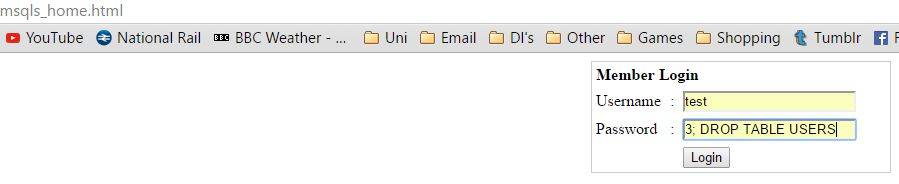 msqls_home.html
YouTube National Rail BBC BBC Weather - ... Uni Email DI's Other Games Shopping Tumblr
Member Login
Username : test
Password : 3; DROP TABLE USERS
Login